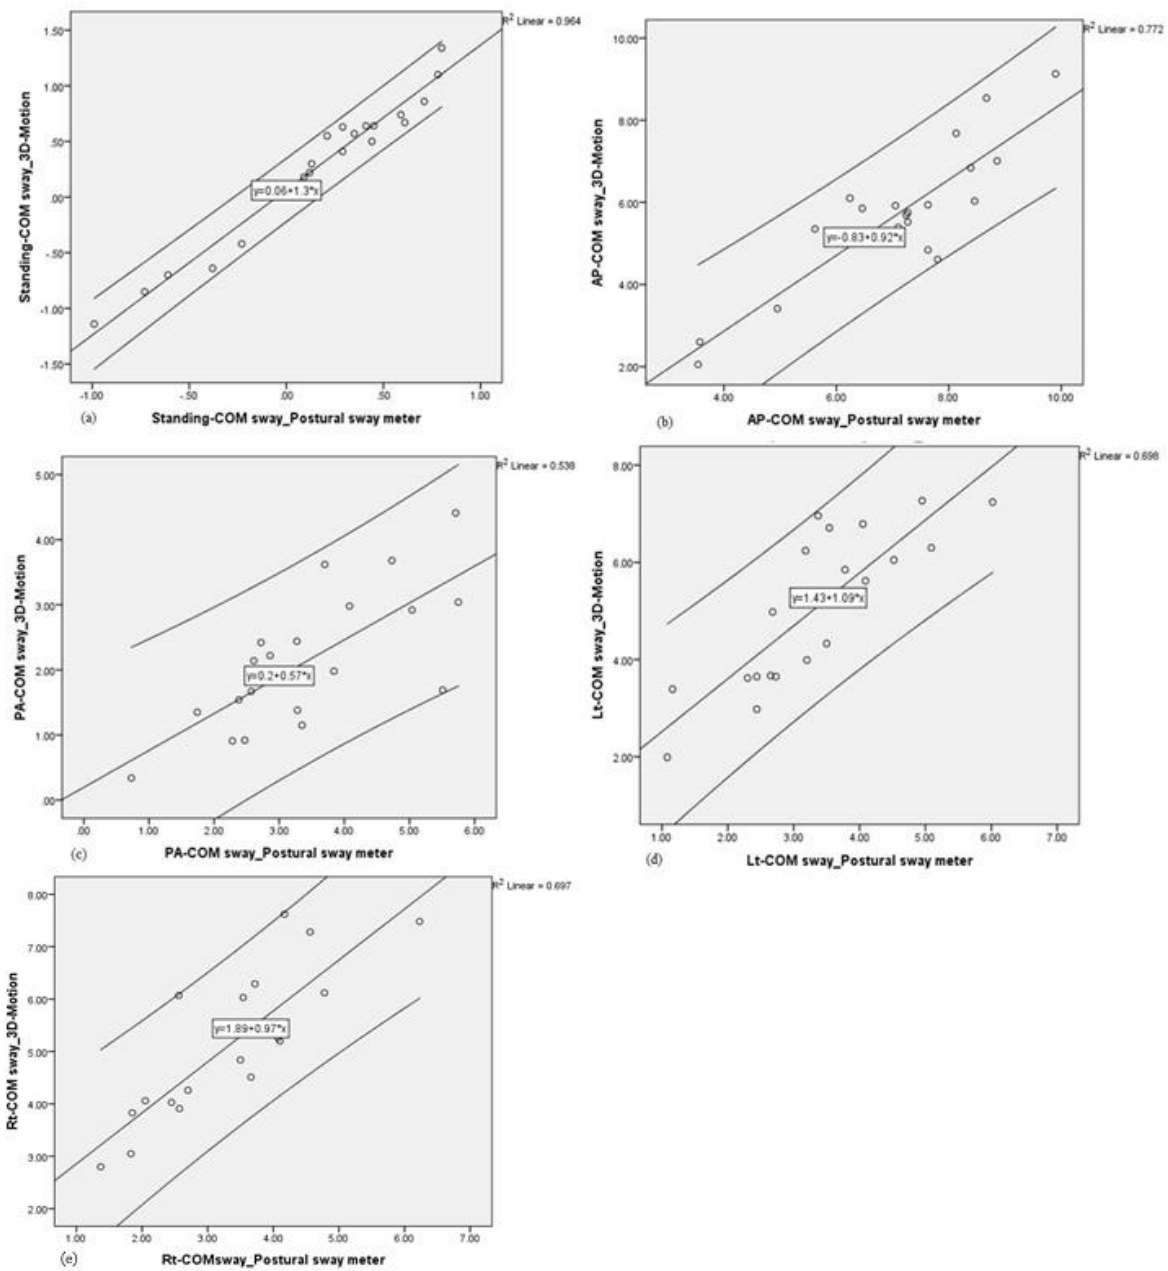 R² Linear = 0.964
1.50
1.00
.50
.00
-.50
-1.00
-1.50
Standing-COM sway_3D-Motion
y=0.06+1.3*x
-1.00 -.50 .00 .50 1.00
(a) Standing-COM sway_Postural sway meter
R² Linear = 0.772
10.00
8.00
6.00
4.00
2.00
AP-COM sway_3D-Motion
y=-0.83+0.92*x
4.00 6.00 8.00 10.00
(b) AP-COM sway_Postural sway meter
R² Linear = 0.538
5.00
4.00
3.00
2.00
1.00
.00
PA-COM sway_3D-Motion
y=0.2+0.57*x
.00 1.00 2.00 3.00 4.00 5.00 6.00
(c) PA-COM sway_Postural sway meter
R² Linear = 0.698
8.00
6.00
4.00
2.00
Lt-COM sway_3D-Motion
y=1.43+1.09*x
1.00 2.00 3.00 4.00 5.00 6.00 7.00
(d) Lt-COM sway_Postural sway meter
R² Linear = 0.697
8.00
7.00
6.00
5.00
4.00
3.00
2.00
Rt-COM sway_3D-Motion
y=1.89+0.97*x
1.00 2.00 3.00 4.00 5.00 6.00 7.00
(e) Rt-COMsway_Postural sway meter